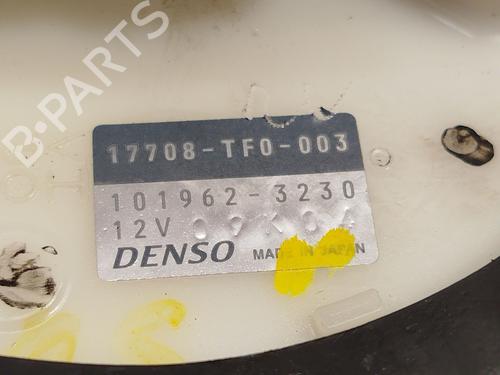 B-PARTS
17708-TF0-003
101962-3230
12V
DENSO MADE IN JAPAN